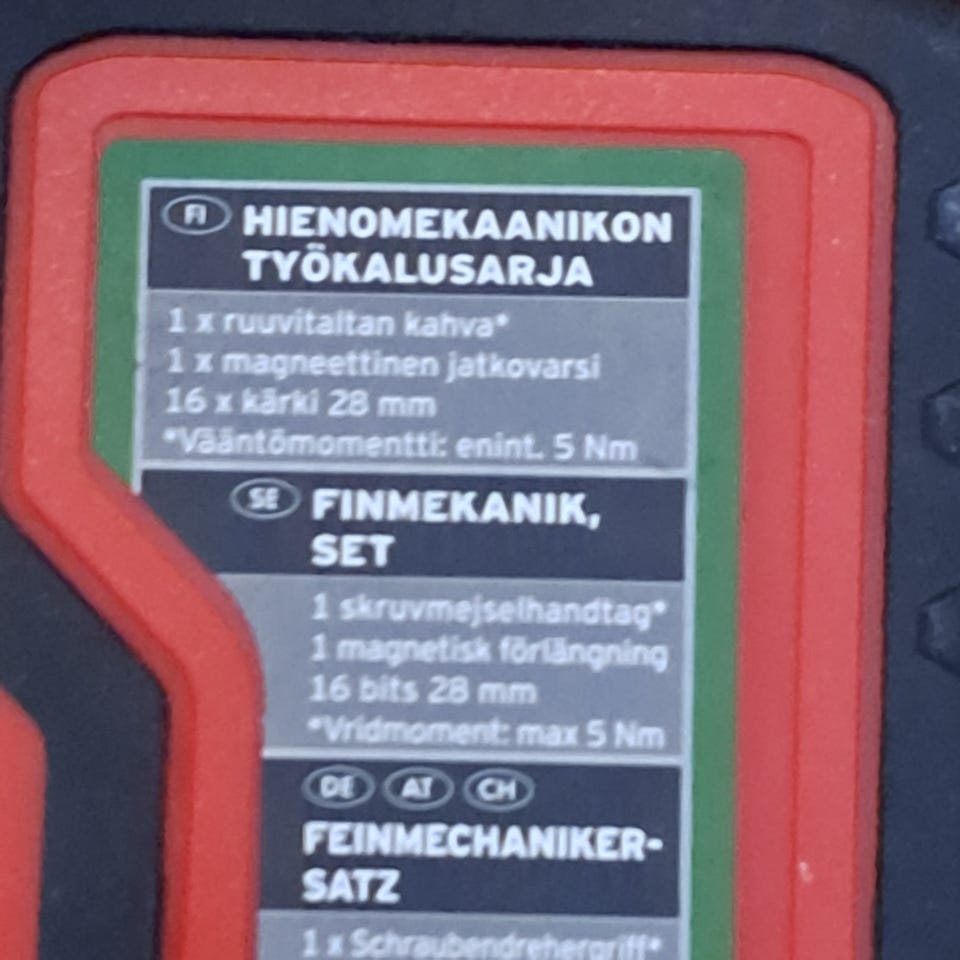 FI HIENOMEKAANIKON
TYÖKALUSARJA
1 x ruuvitaltan kahva*
1 x magneettinen jatkovarsi
16 x kärki 28 mm
*Vääntömomentti: enint. 5 Nm
SE FINMEKANIK,
SET
1 skruvmejselhandtag*
1 magnetisk förlängning
16 bits 28 mm
*Vridmoment: max 5 Nm
DE AT CH
FEINMECHANIKER-
SATZ
1 x Schraubendrehergriff*